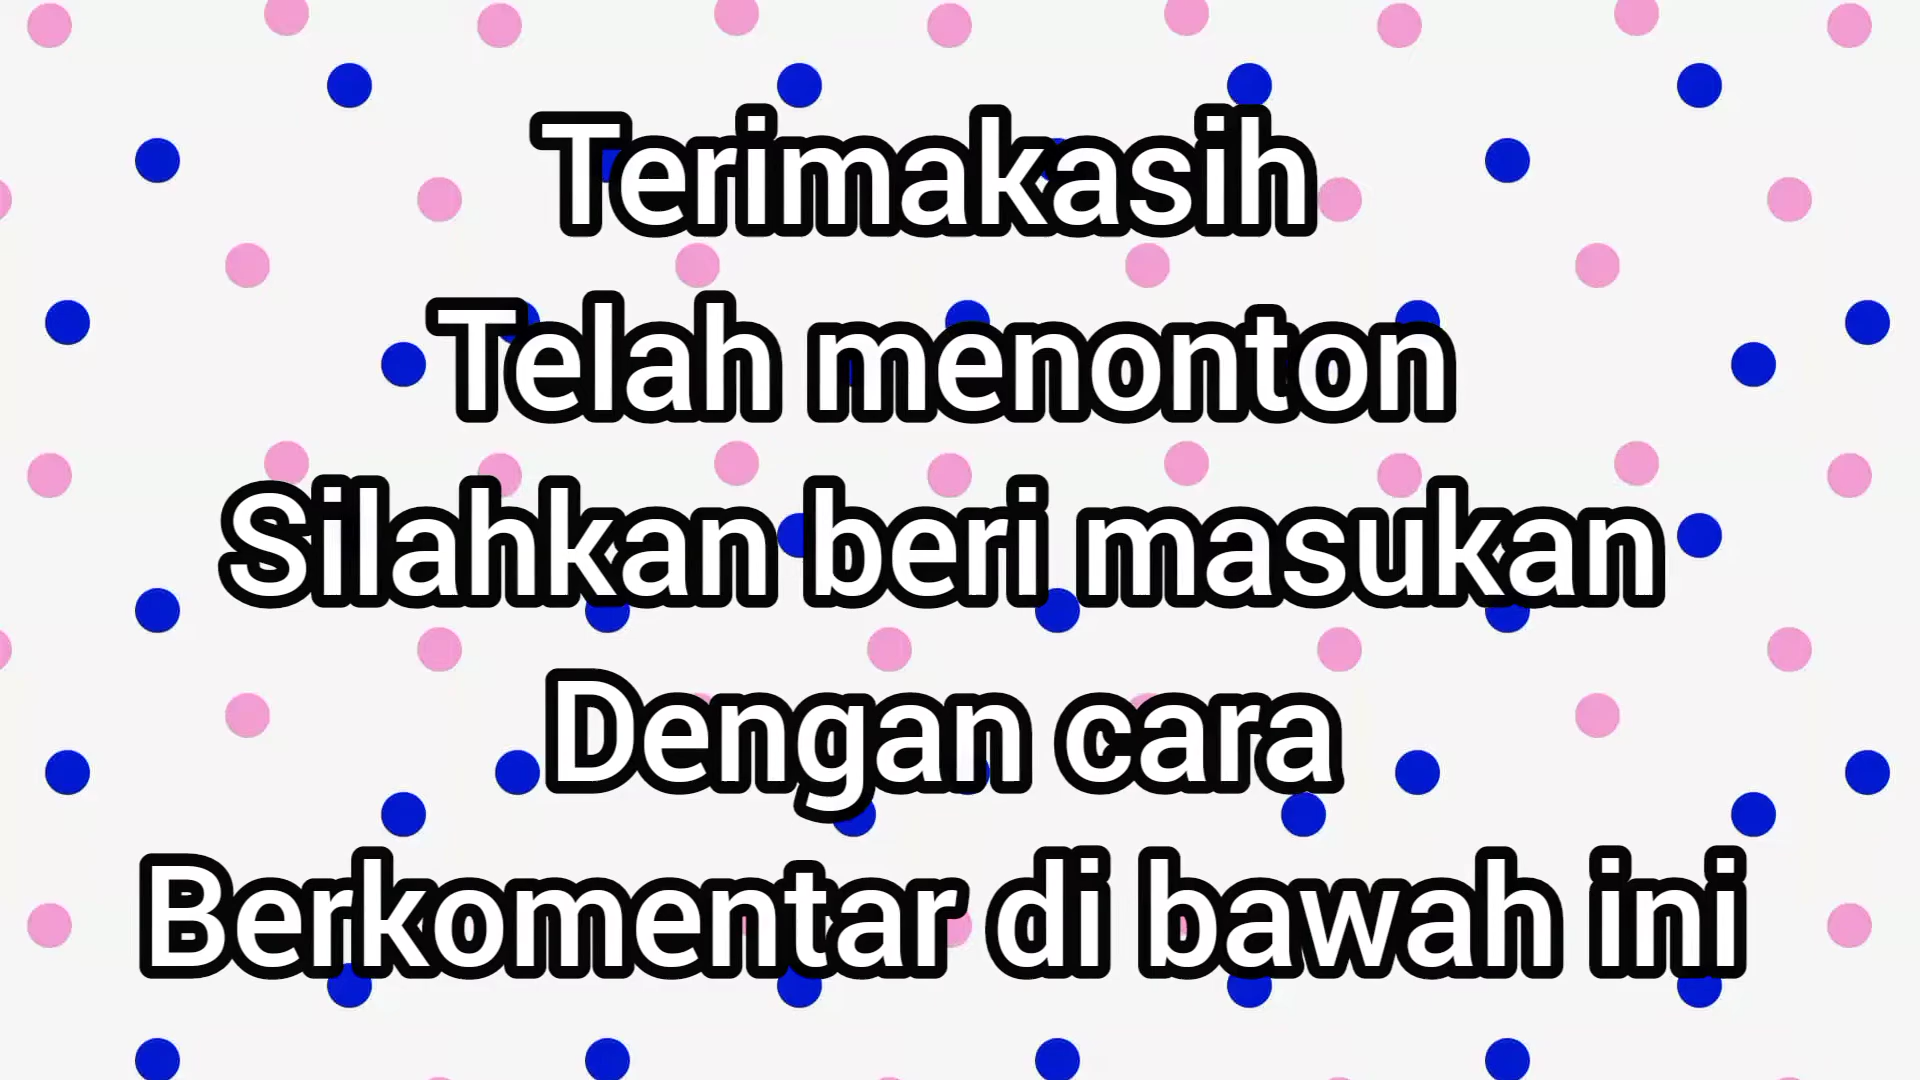 Terimakasih
Telah menonton
Silahkan beri masukan
Dengan cara
Berkomentar di bawah ini